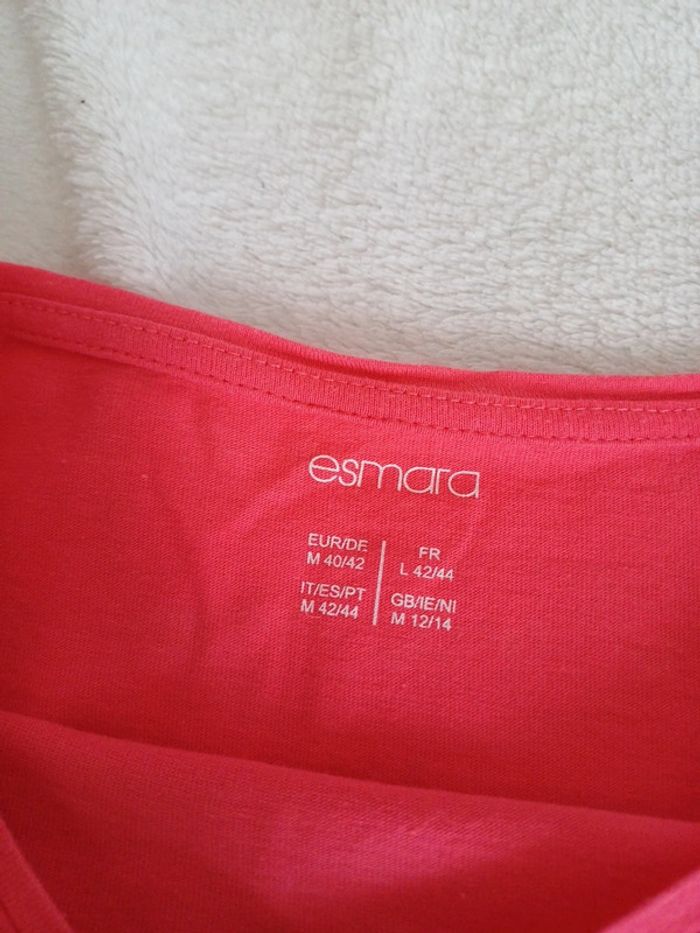 esmara
EUR/DE
M 40/42
FR
L 42/44
IT/ES/PT
M 42/44
GB/IE/NI
M 12/14